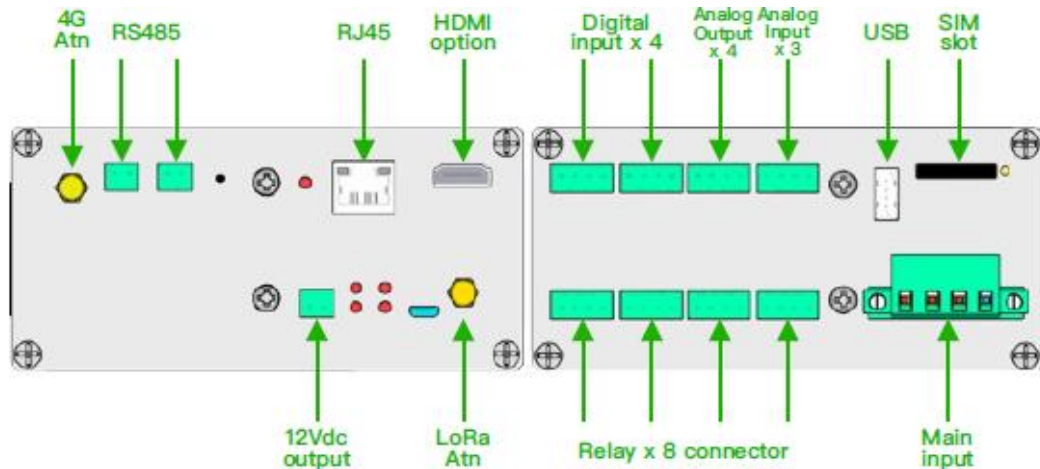 4G
Atn
RS485
RJ45
HDMI
option
Digital
input x 4
Analog
Output
x 4
Analog
Input
x 3
USB
SIM
slot
12Vdc
output
LoRa
Atn
Relay x 8 connector
Main
input